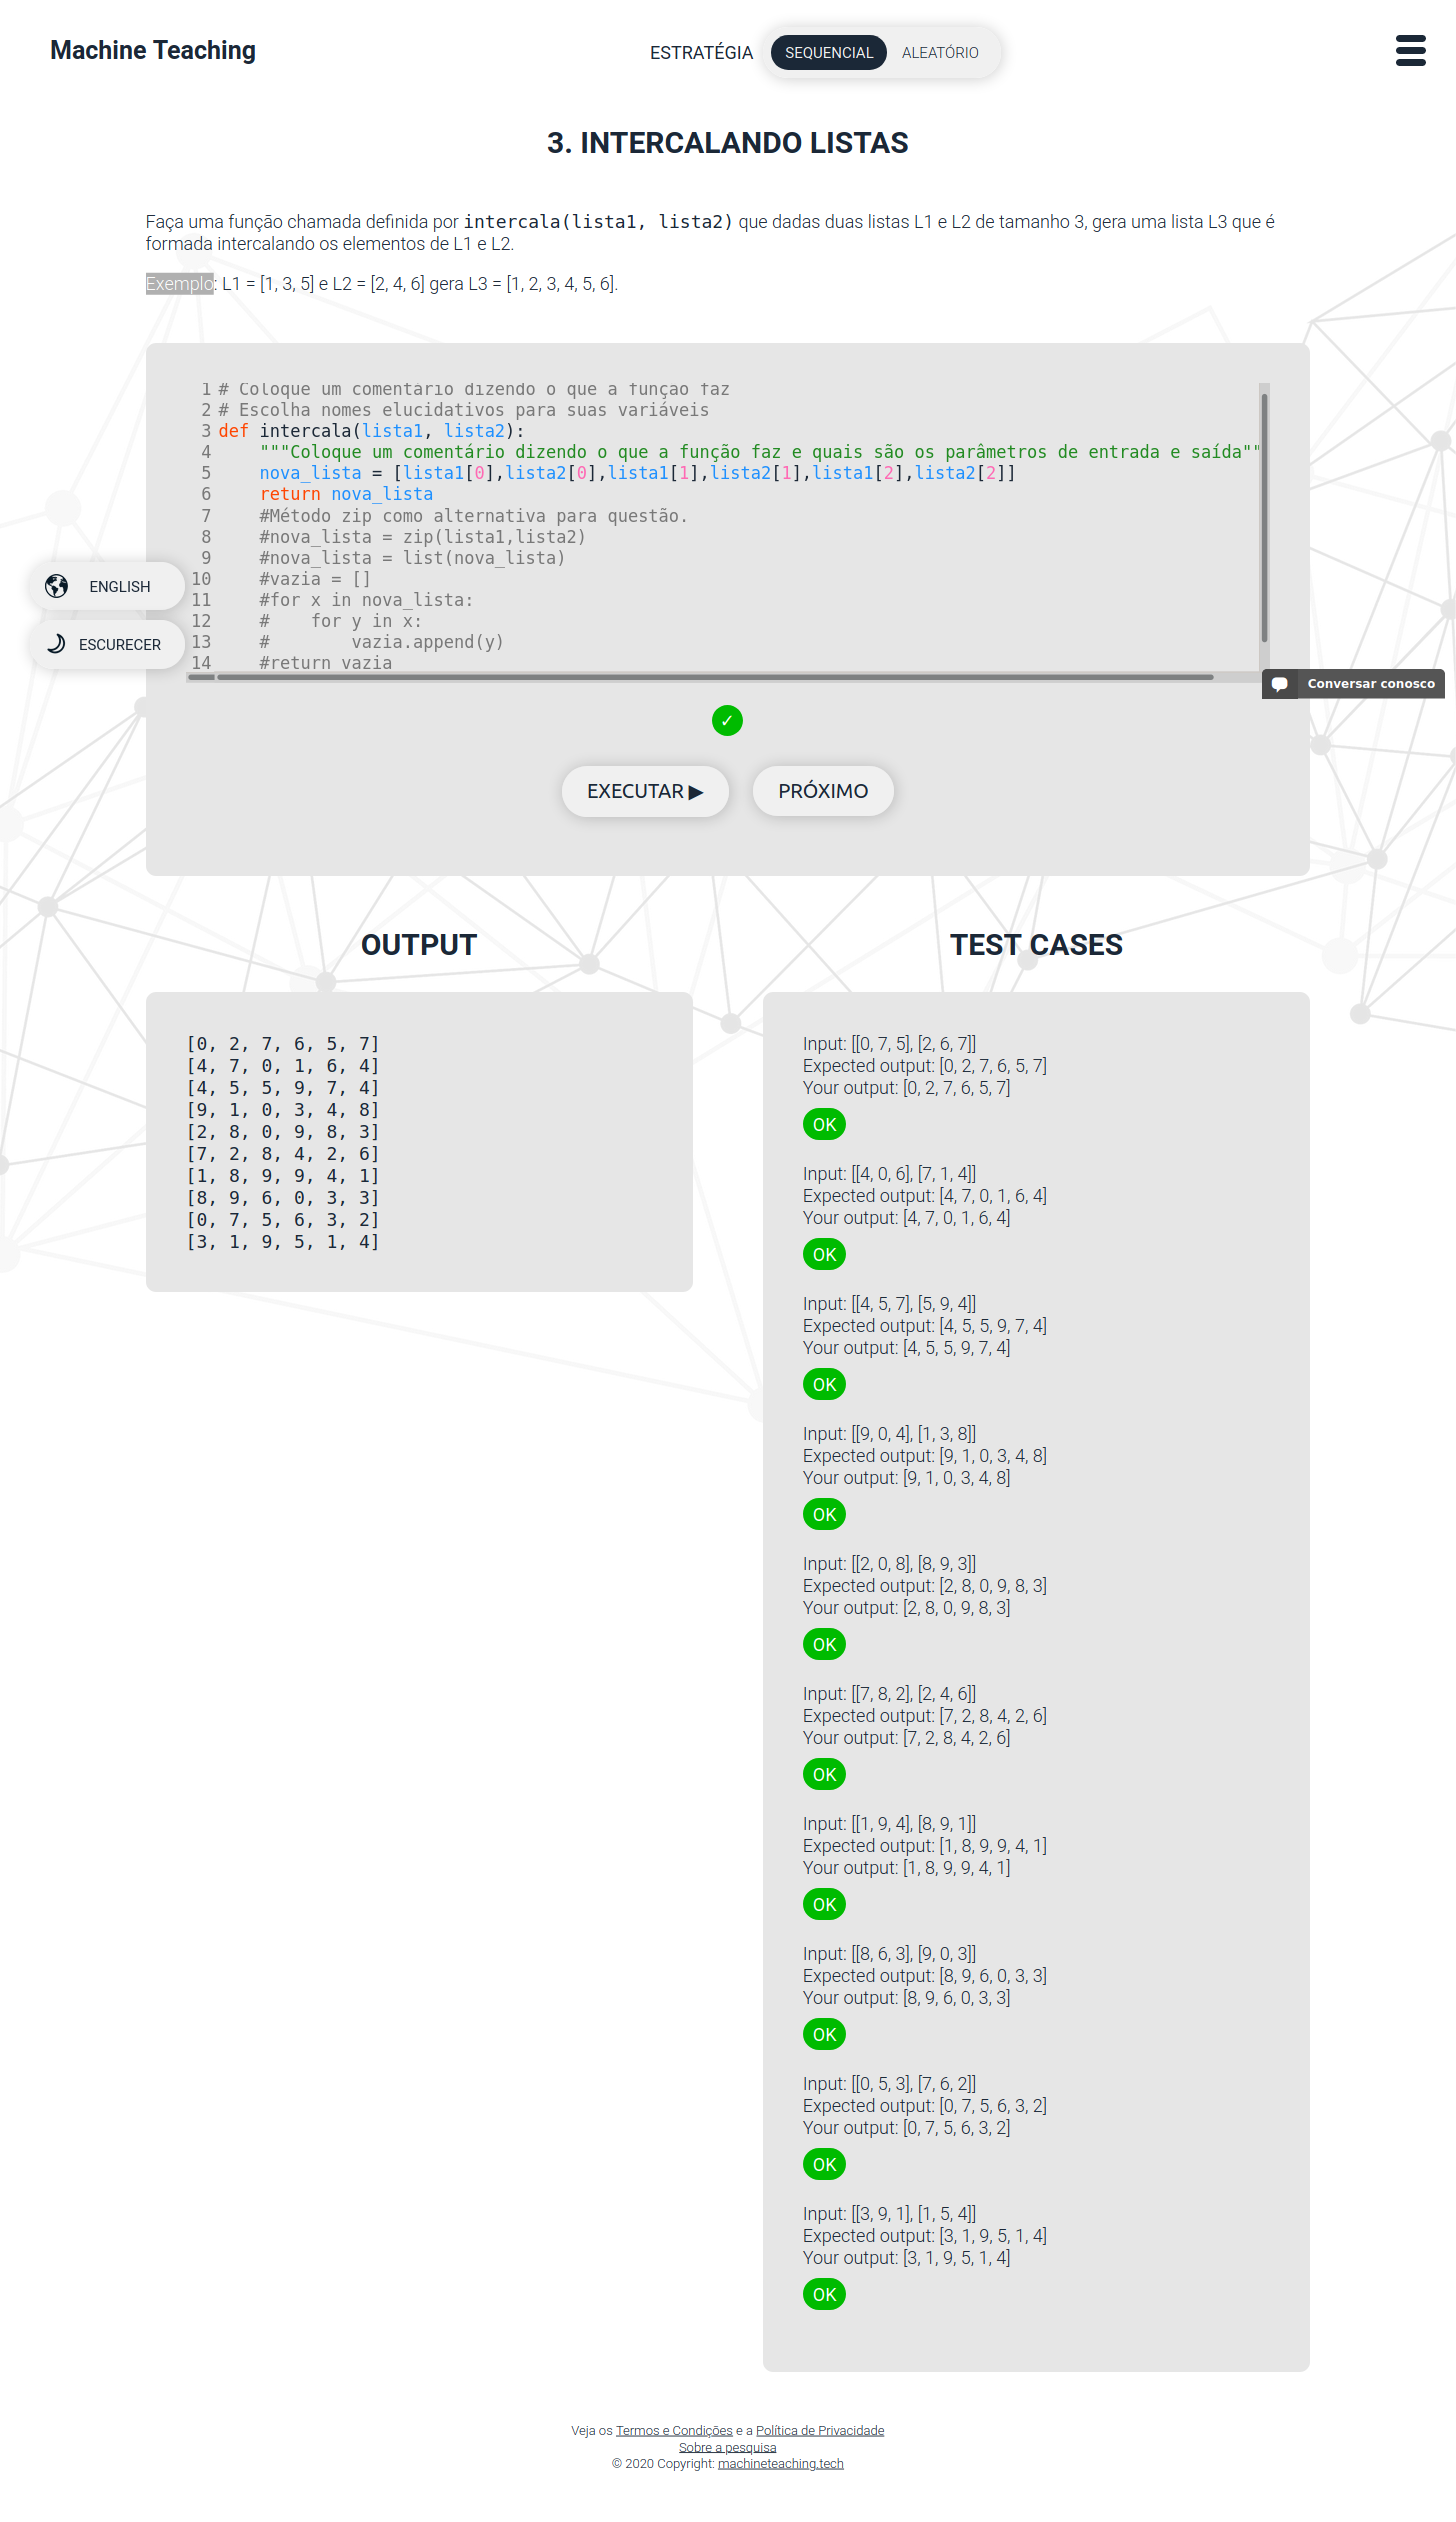 Machine Teaching
ESTRATÉGIA SEQUENCIAL ALEATÓRIO
3. INTERCALANDO LISTAS
Faça uma função chamada definida por intercala(lista1, lista2) que dadas duas listas L1 e L2 de tamanho 3, gera uma lista L3 que é
formada intercalando os elementos de L1 e L2.
Exemplo: L1 = [1, 3, 5] e L2 = [2, 4, 6] gera L3 = [1, 2, 3, 4, 5, 6].
1 # Coloque um comentário dizendo o que a função faz
2 # Escolha nomes elucidativos para suas variáveis
3 def intercala(lista1, lista2):
4     """Coloque um comentário dizendo o que a função faz e quais são os parâmetros de entrada e saída""
5     nova_lista = [lista1[0],lista2[0],lista1[1],lista2[1],lista1[2],lista2[2]]
6     return nova_lista
7     #Método zip como alternativa para questão.
8     #nova_lista = zip(lista1,lista2)
9     #nova_lista = list(nova_lista)
10     #vazia = []
11     #for x in nova_lista:
12     #    for y in x:
13     #        vazia.append(y)
14     #return vazia
ENGLISH
ESCURECER
Conversar conosco
✓
EXECUTAR ▶ PRÓXIMO
OUTPUT
[0, 2, 7, 6, 5, 7]
[4, 7, 0, 1, 6, 4]
[4, 5, 5, 9, 7, 4]
[9, 1, 0, 3, 4, 8]
[2, 8, 0, 9, 8, 3]
[7, 2, 8, 4, 2, 6]
[1, 8, 9, 9, 4, 1]
[8, 9, 6, 0, 3, 3]
[0, 7, 5, 6, 3, 2]
[3, 1, 9, 5, 1, 4]
TEST CASES
Input: [[0, 7, 5], [2, 6, 7]]
Expected output: [0, 2, 7, 6, 5, 7]
Your output: [0, 2, 7, 6, 5, 7]
OK
Input: [[4, 0, 6], [7, 1, 4]]
Expected output: [4, 7, 0, 1, 6, 4]
Your output: [4, 7, 0, 1, 6, 4]
OK
Input: [[4, 5, 7], [5, 9, 4]]
Expected output: [4, 5, 5, 9, 7, 4]
Your output: [4, 5, 5, 9, 7, 4]
OK
Input: [[9, 0, 4], [1, 3, 8]]
Expected output: [9, 1, 0, 3, 4, 8]
Your output: [9, 1, 0, 3, 4, 8]
OK
Input: [[2, 0, 8], [8, 9, 3]]
Expected output: [2, 8, 0, 9, 8, 3]
Your output: [2, 8, 0, 9, 8, 3]
OK
Input: [[7, 8, 2], [2, 4, 6]]
Expected output: [7, 2, 8, 4, 2, 6]
Your output: [7, 2, 8, 4, 2, 6]
OK
Input: [[1, 9, 4], [8, 9, 1]]
Expected output: [1, 8, 9, 9, 4, 1]
Your output: [1, 8, 9, 9, 4, 1]
OK
Input: [[8, 6, 3], [9, 0, 3]]
Expected output: [8, 9, 6, 0, 3, 3]
Your output: [8, 9, 6, 0, 3, 3]
OK
Input: [[0, 5, 3], [7, 6, 2]]
Expected output: [0, 7, 5, 6, 3, 2]
Your output: [0, 7, 5, 6, 3, 2]
OK
Input: [[3, 9, 1], [1, 5, 4]]
Expected output: [3, 1, 9, 5, 1, 4]
Your output: [3, 1, 9, 5, 1, 4]
OK
Veja os Termos e Condições e a Política de Privacidade
Sobre a pesquisa
© 2020 Copyright: machineteaching.tech